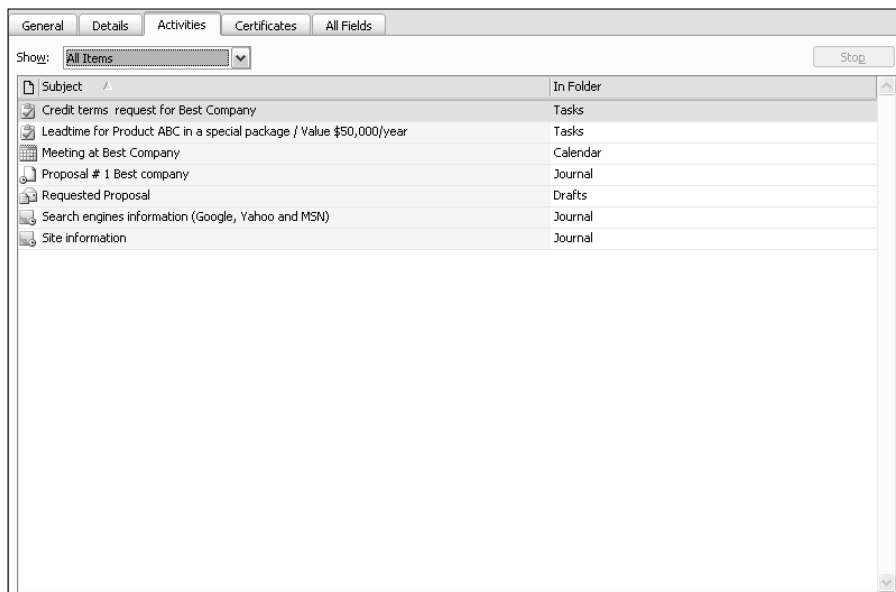 General Details Activities Certificates All Fields
Show: All Items Stop
Subject In Folder
Credit terms request for Best Company Tasks
Leadtime for Product ABC in a special package / Value $50,000/year Tasks
Meeting at Best Company Calendar
Proposal # 1 Best company Journal
Requested Proposal Drafts
Search engines information (Google, Yahoo and MSN) Journal
Site information Journal